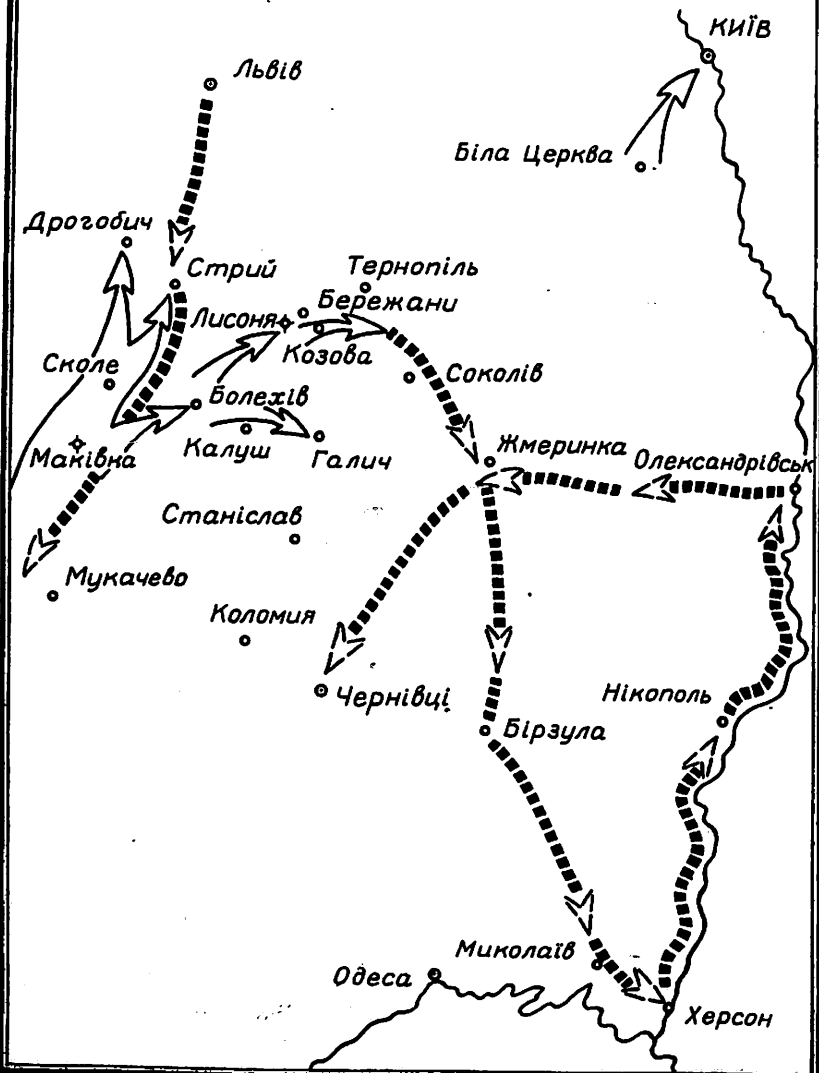 КИЇВ
Львів
Біла Церква
Дрогобич
Стрий
Тернопіль
Бережани
Лисоня
Козова
Сколе
Соколів
Болехів
Жмеринка
Маківка
Калуш
Галич
Олександрівськ
Станіслав
Мукачево
Коломия
Чернівці
Нікополь
Бірзула
Миколаїв
Одеса
Херсон